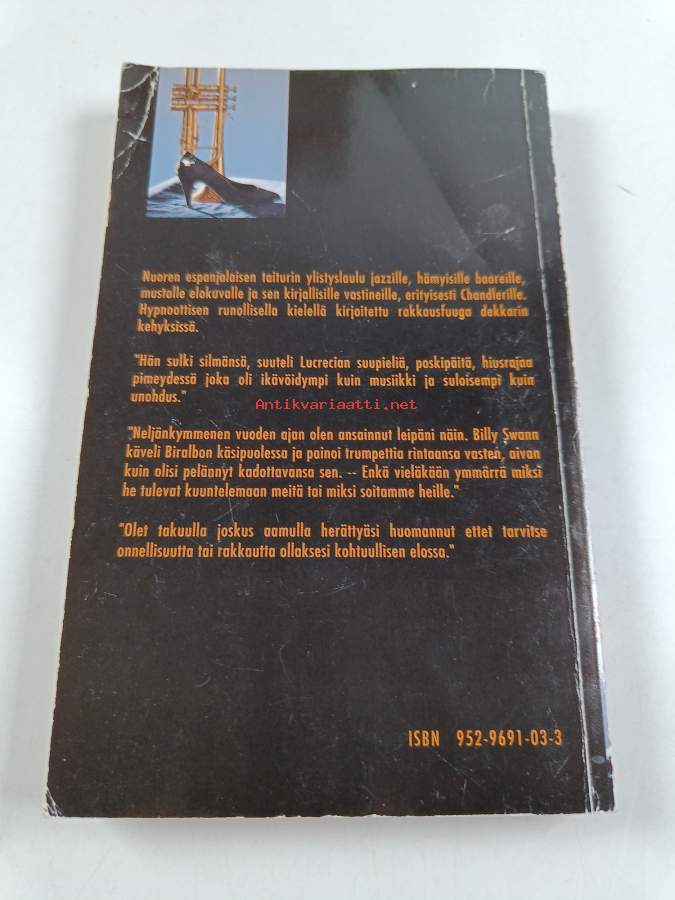 Nuoren espanjalaisen taiturin ylistyslaulu jazzille, hämyisille baareille,
mustalle elokuvalle ja sen kirjallisille vastineille, erityisesti Chandlerille.
Hypnoottisen runollisella kielellä kirjoitettu rakkausfuuga dekkarin
kehyksissä.
"Hän sulki silmänsä, suuteli Lucrecian suupieliä, poskipäitä, hiusrajaa
pimeydessä joka oli ikävöidympi kuin musiikki ja suloisempi kuin
unohdus."
Antikvariaatti.net
"Neljänkymmenen vuoden ajan olen ansainnut leipäni näin. Billy Swann
käveli Biralbon käsipuolessa ja painoi trumpettia rintaansa vasten, aivan
kuin olisi pelännyt kadottavansa sen. -- Enkä vieläkään ymmärrä miksi
he tulevat kuuntelemaan meitä tai miksi soitamme heille."
"Olet takuulla joskus aamulla herättyäsi huomannut ettet tarvitse
onnellisuutta tai rakkautta ollaksesi kohtuullisen elossa."
ISBN 952-9691-03-3